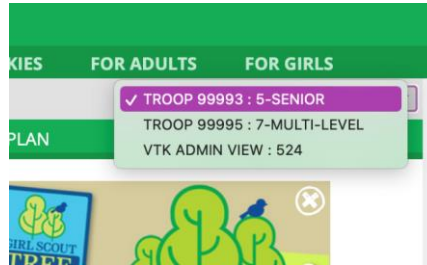 KIES FOR ADULTS FOR GIRLS
✓ TROOP 99993 : 5-SENIOR
TROOP 99995 : 7-MULTI-LEVEL
PLAN
VTK ADMIN VIEW : 524
GIRL SCOUT
TREE